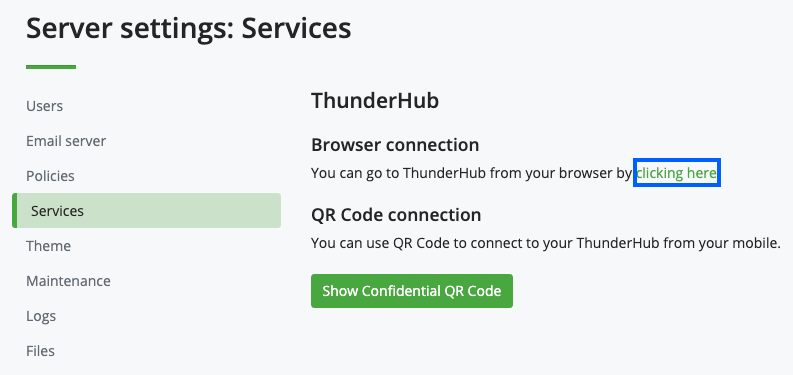 Server settings: Services
Users
Email server
Policies
Services
Theme
Maintenance
Logs
Files
ThunderHub
Browser connection
You can go to ThunderHub from your browser by clicking here
QR Code connection
You can use QR Code to connect to your ThunderHub from your mobile.
Show Confidential QR Code